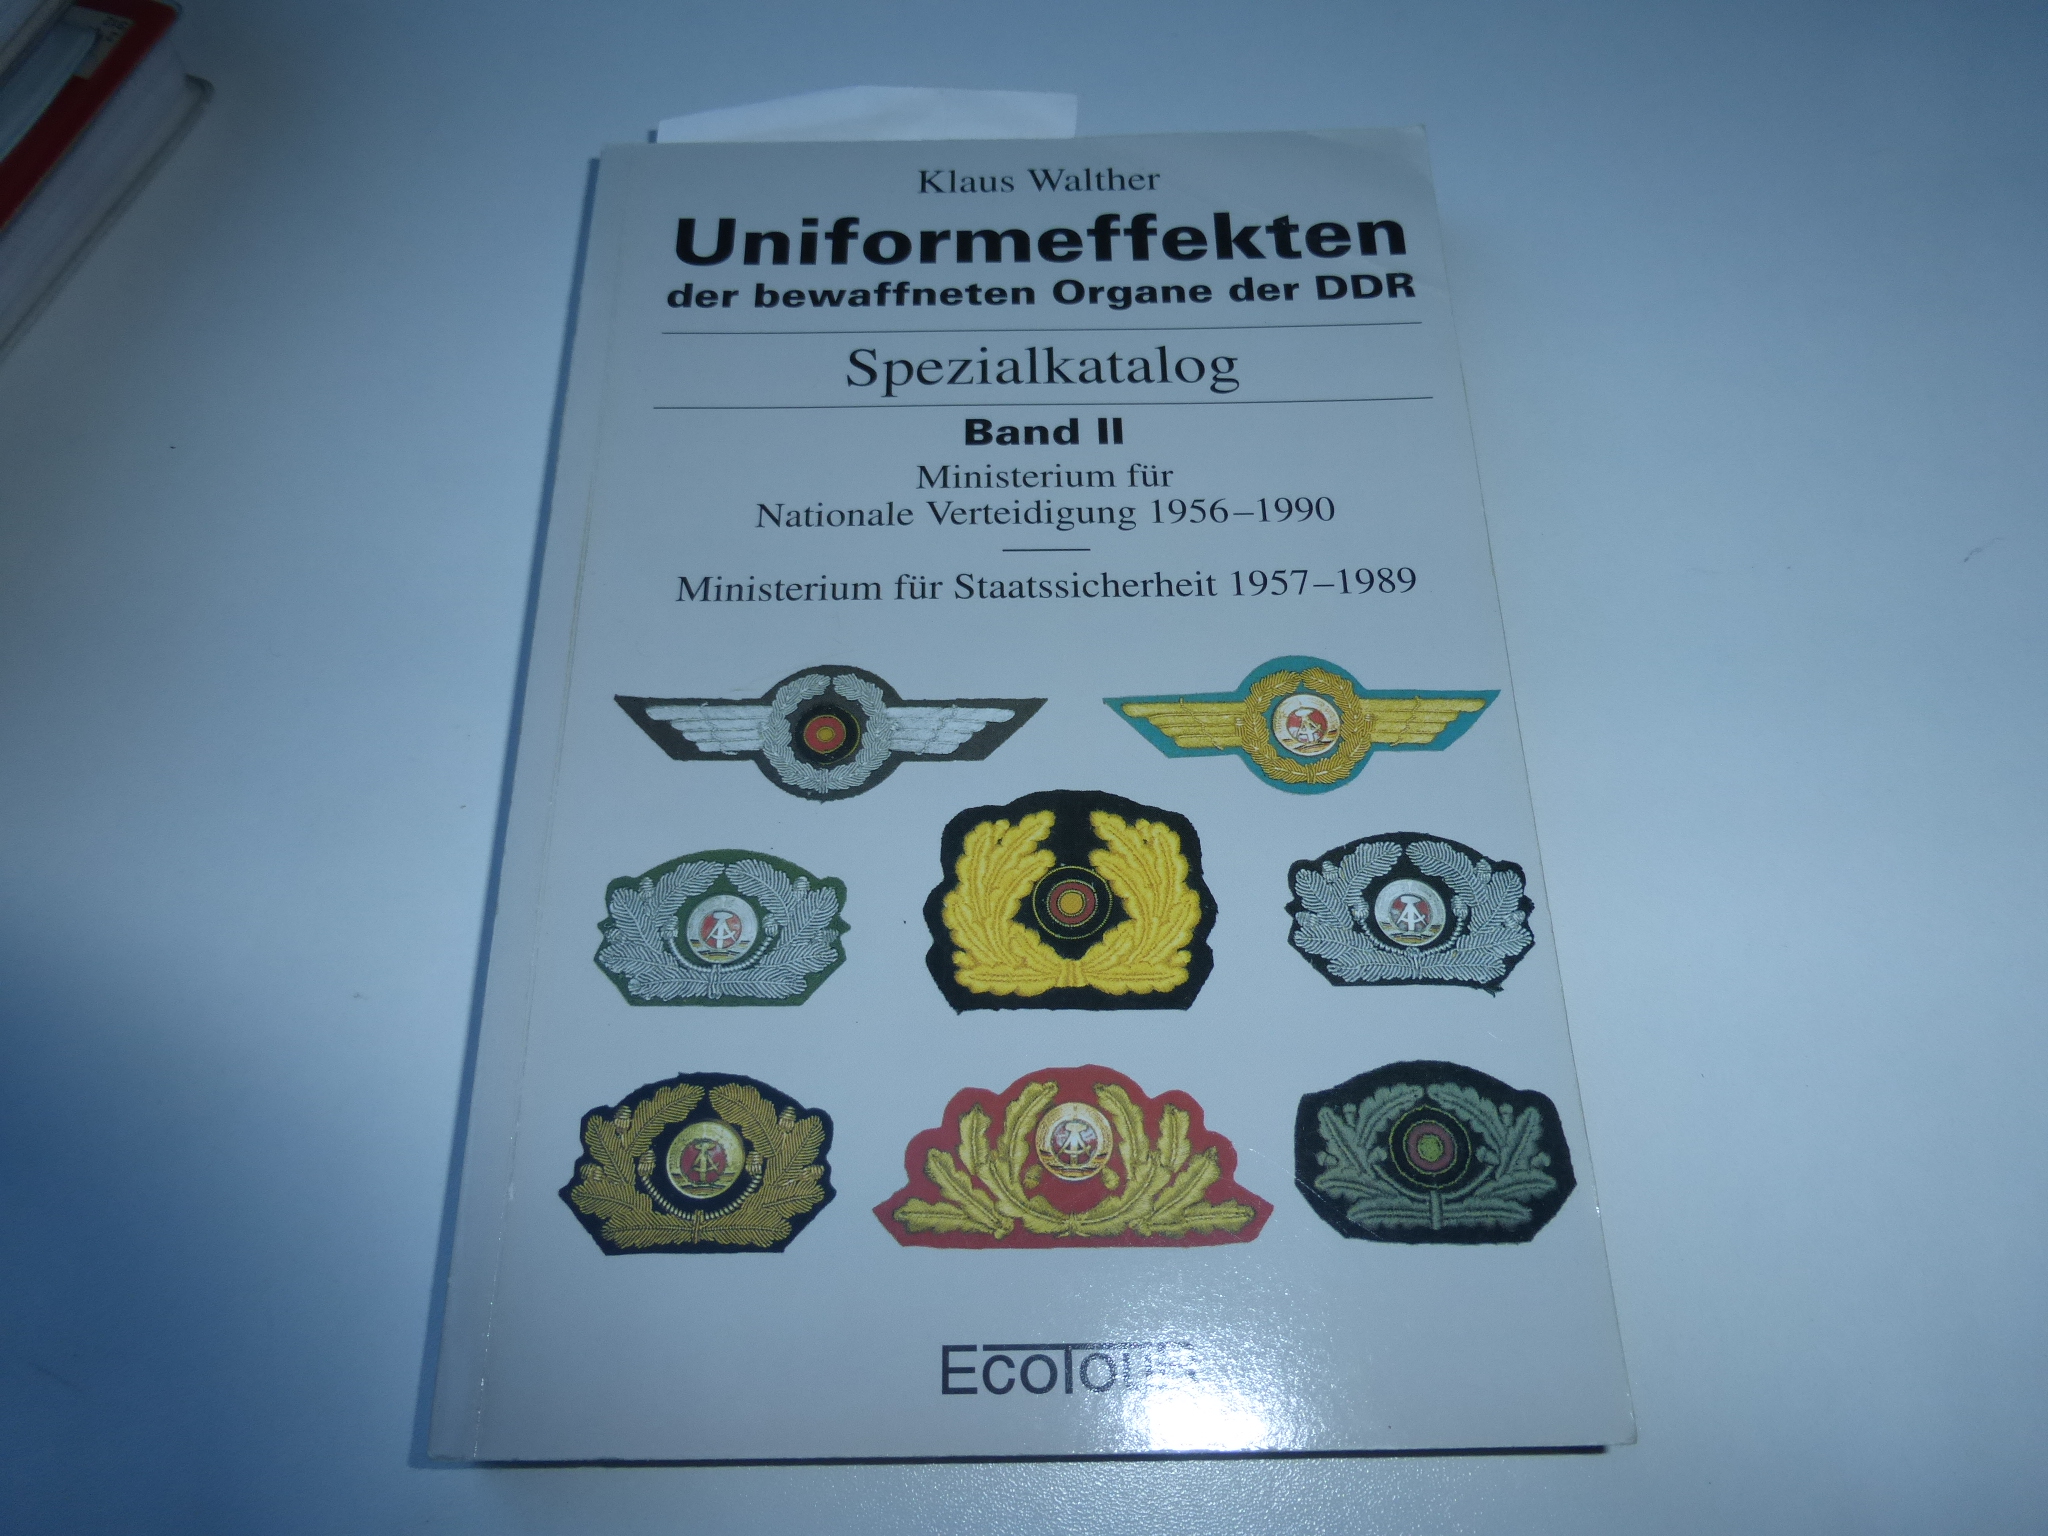 Klaus Walther
Uniformeffekten
der bewaffneten Organe der DDR
Spezialkatalog
Band II
Ministerium für
Nationale Verteidigung 1956–1990
Ministerium für Staatssicherheit 1957–1989
EcoTour